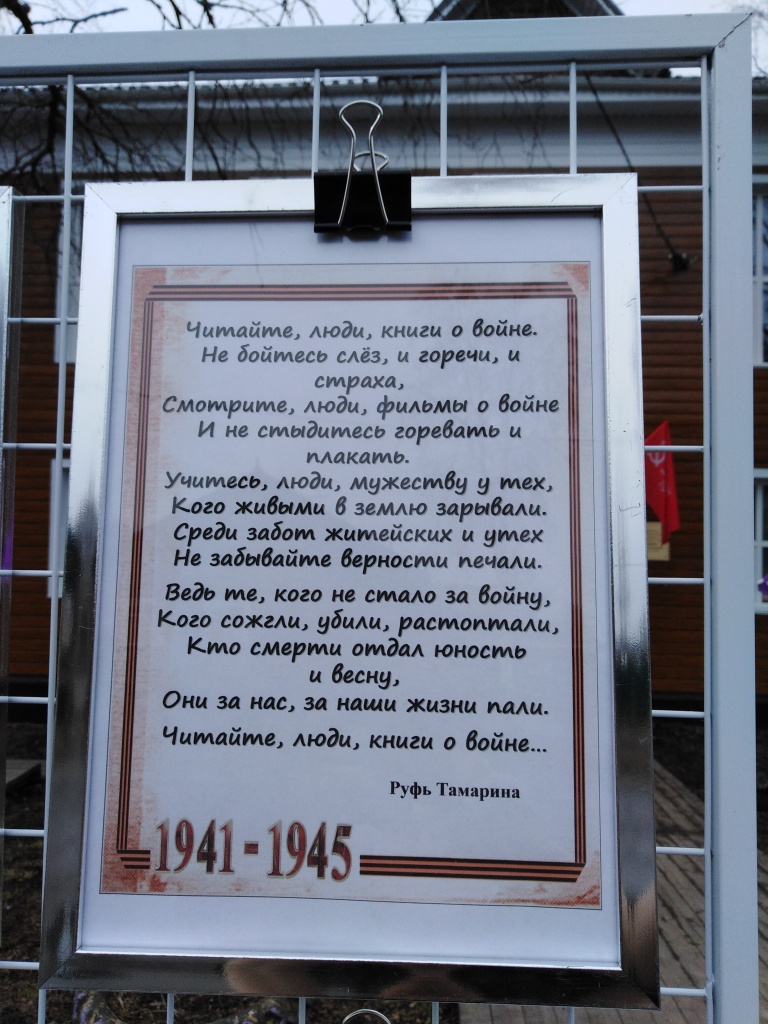 Читайте, люди, книги о войне.
Не бойтесь слёз, и горечи, и
страха,
Смотрите, люди, фильмы о войне
И не стыдитесь горевать и
плакать.
Учитесь, люди, мужеству у тех,
Кого живыми в землю зарывали.
Среди забот житейских и утех
Не забывайте верности печали.
Ведь те, кого не стало за войну,
Кого сожгли, убили, растоптали,
Кто смерти отдал юность
и весну,
Они за нас, за наши жизни пали.
Читайте, люди, книги о войне...
Руфь Тамарина
1941-1945